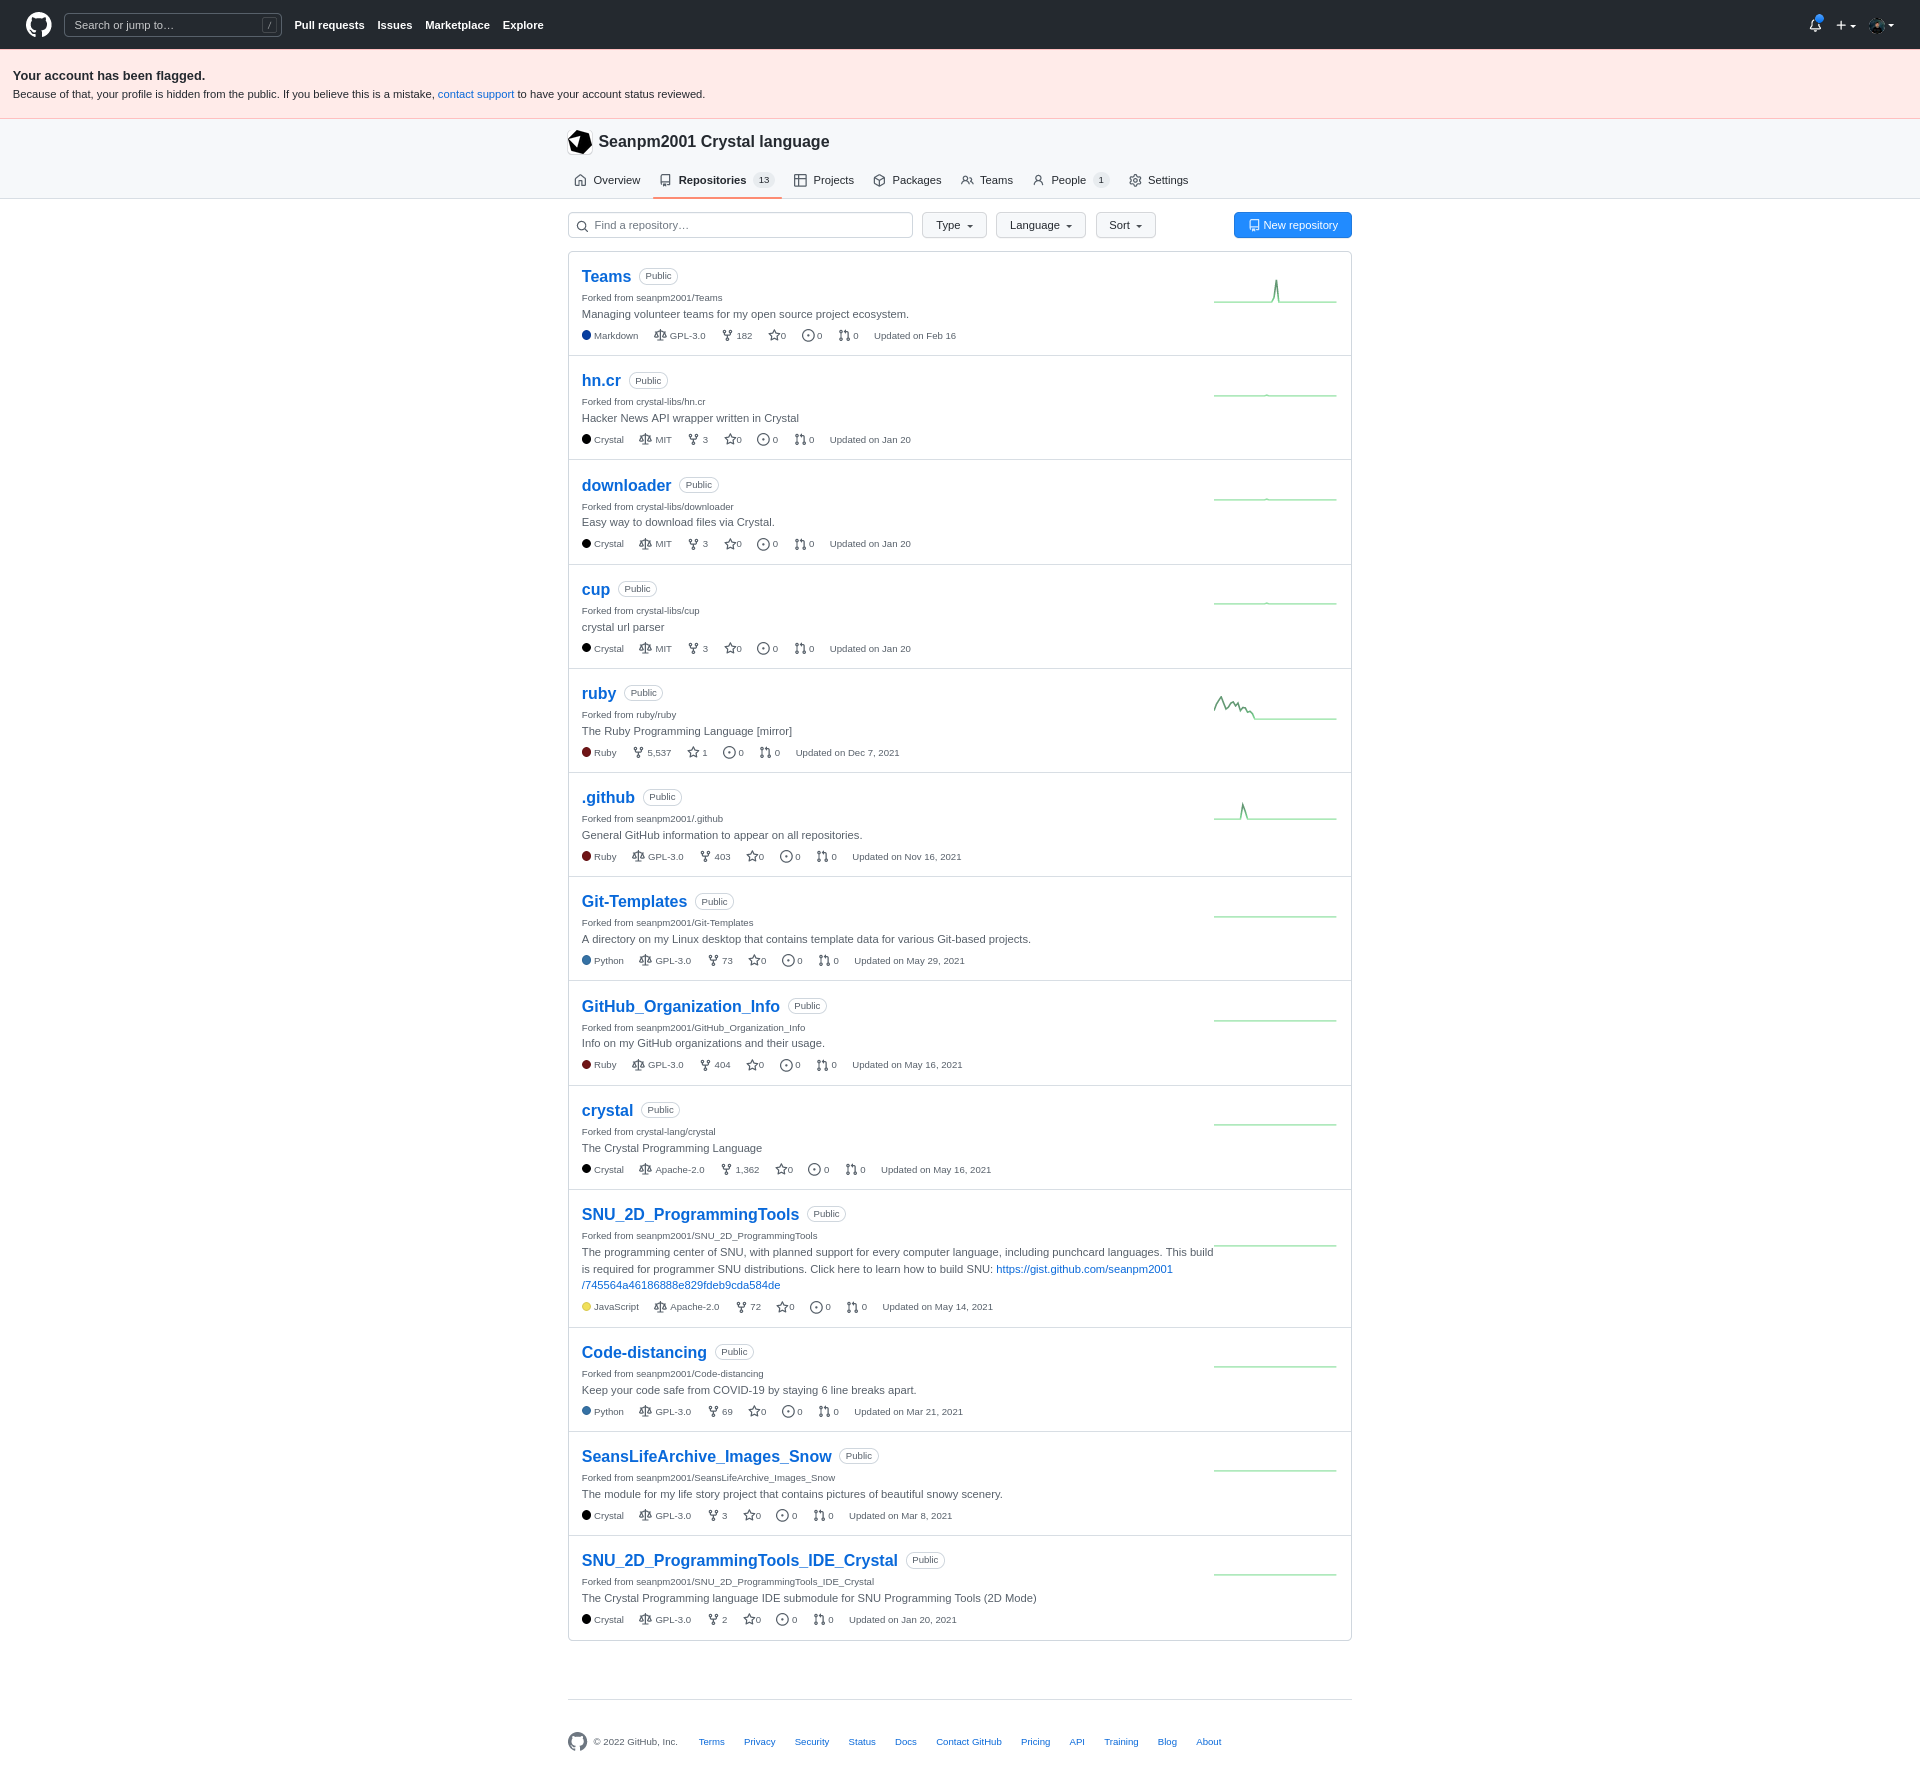 Search or jump to… /
Pull requests Issues Marketplace Explore
Your account has been flagged.
Because of that, your profile is hidden from the public. If you believe this is a mistake, contact support to have your account status reviewed.
Seanpm2001 Crystal language
Overview Repositories 13 Projects Packages Teams People 1 Settings
Find a repository… Type Language Sort New repository
Teams Public
Forked from seanpm2001/Teams
Managing volunteer teams for my open source project ecosystem.
Markdown GPL-3.0 182 0 0 0 Updated on Feb 16
hn.cr Public
Forked from crystal-libs/hn.cr
Hacker News API wrapper written in Crystal
Crystal MIT 3 0 0 0 Updated on Jan 20
downloader Public
Forked from crystal-libs/downloader
Easy way to download files via Crystal.
Crystal MIT 3 0 0 0 Updated on Jan 20
cup Public
Forked from crystal-libs/cup
crystal url parser
Crystal MIT 3 0 0 0 Updated on Jan 20
ruby Public
Forked from ruby/ruby
The Ruby Programming Language [mirror]
Ruby 5,537 1 0 0 Updated on Dec 7, 2021
.github Public
Forked from seanpm2001/.github
General GitHub information to appear on all repositories.
Ruby GPL-3.0 403 0 0 0 Updated on Nov 16, 2021
Git-Templates Public
Forked from seanpm2001/Git-Templates
A directory on my Linux desktop that contains template data for various Git-based projects.
Python GPL-3.0 73 0 0 0 Updated on May 29, 2021
GitHub_Organization_Info Public
Forked from seanpm2001/GitHub_Organization_Info
Info on my GitHub organizations and their usage.
Ruby GPL-3.0 404 0 0 0 Updated on May 16, 2021
crystal Public
Forked from crystal-lang/crystal
The Crystal Programming Language
Crystal Apache-2.0 1,362 0 0 0 Updated on May 16, 2021
SNU_2D_ProgrammingTools Public
Forked from seanpm2001/SNU_2D_ProgrammingTools
The programming center of SNU, with planned support for every computer language, including punchcard languages. This build
is required for programmer SNU distributions. Click here to learn how to build SNU: https://gist.github.com/seanpm2001
/745564a46186888e829fdeb9cda584de
JavaScript Apache-2.0 72 0 0 0 Updated on May 14, 2021
Code-distancing Public
Forked from seanpm2001/Code-distancing
Keep your code safe from COVID-19 by staying 6 line breaks apart.
Python GPL-3.0 69 0 0 0 Updated on Mar 21, 2021
SeansLifeArchive_Images_Snow Public
Forked from seanpm2001/SeansLifeArchive_Images_Snow
The module for my life story project that contains pictures of beautiful snowy scenery.
Crystal GPL-3.0 3 0 0 0 Updated on Mar 8, 2021
SNU_2D_ProgrammingTools_IDE_Crystal Public
Forked from seanpm2001/SNU_2D_ProgrammingTools_IDE_Crystal
The Crystal Programming language IDE submodule for SNU Programming Tools (2D Mode)
Crystal GPL-3.0 2 0 0 0 Updated on Jan 20, 2021
© 2022 GitHub, Inc. Terms Privacy Security Status Docs Contact GitHub Pricing API Training Blog About